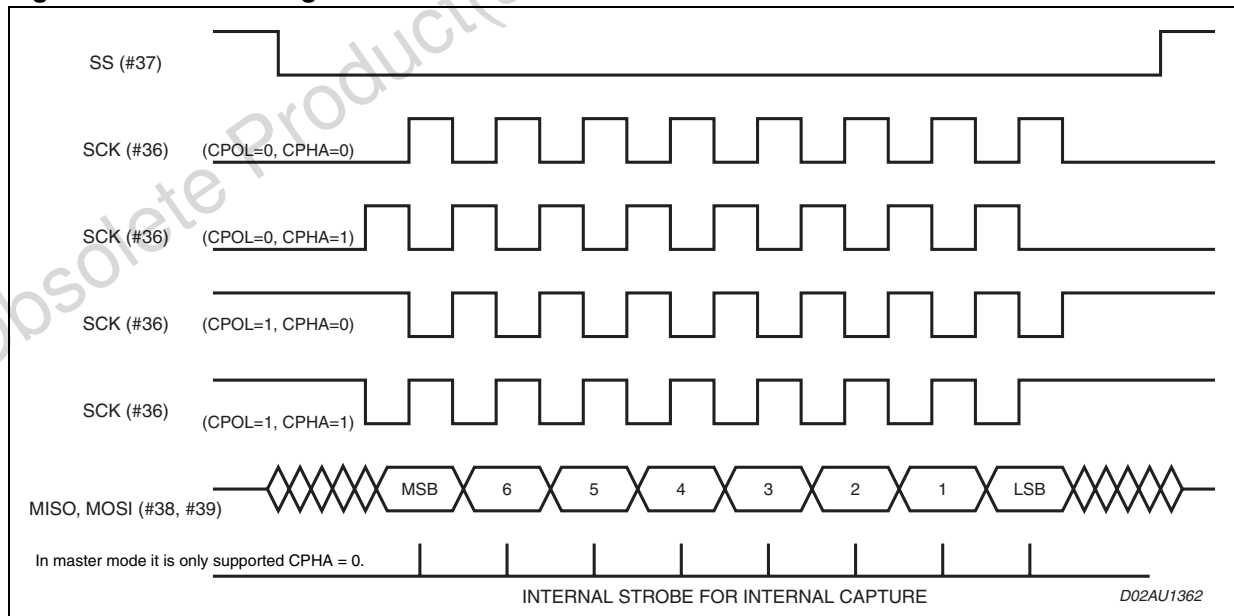 SS (#37)
SCK (#36) (CPOL=0, CPHA=0)
SCK (#36) (CPOL=0, CPHA=1)
SCK (#36) (CPOL=1, CPHA=0)
SCK (#36) (CPOL=1, CPHA=1)
MSB 6 5 4 3 2 1 LSB
MISO, MOSI (#38, #39)
In master mode it is only supported CPHA = 0.
INTERNAL STROBE FOR INTERNAL CAPTURE
D02AU1362
Obsolete Product(